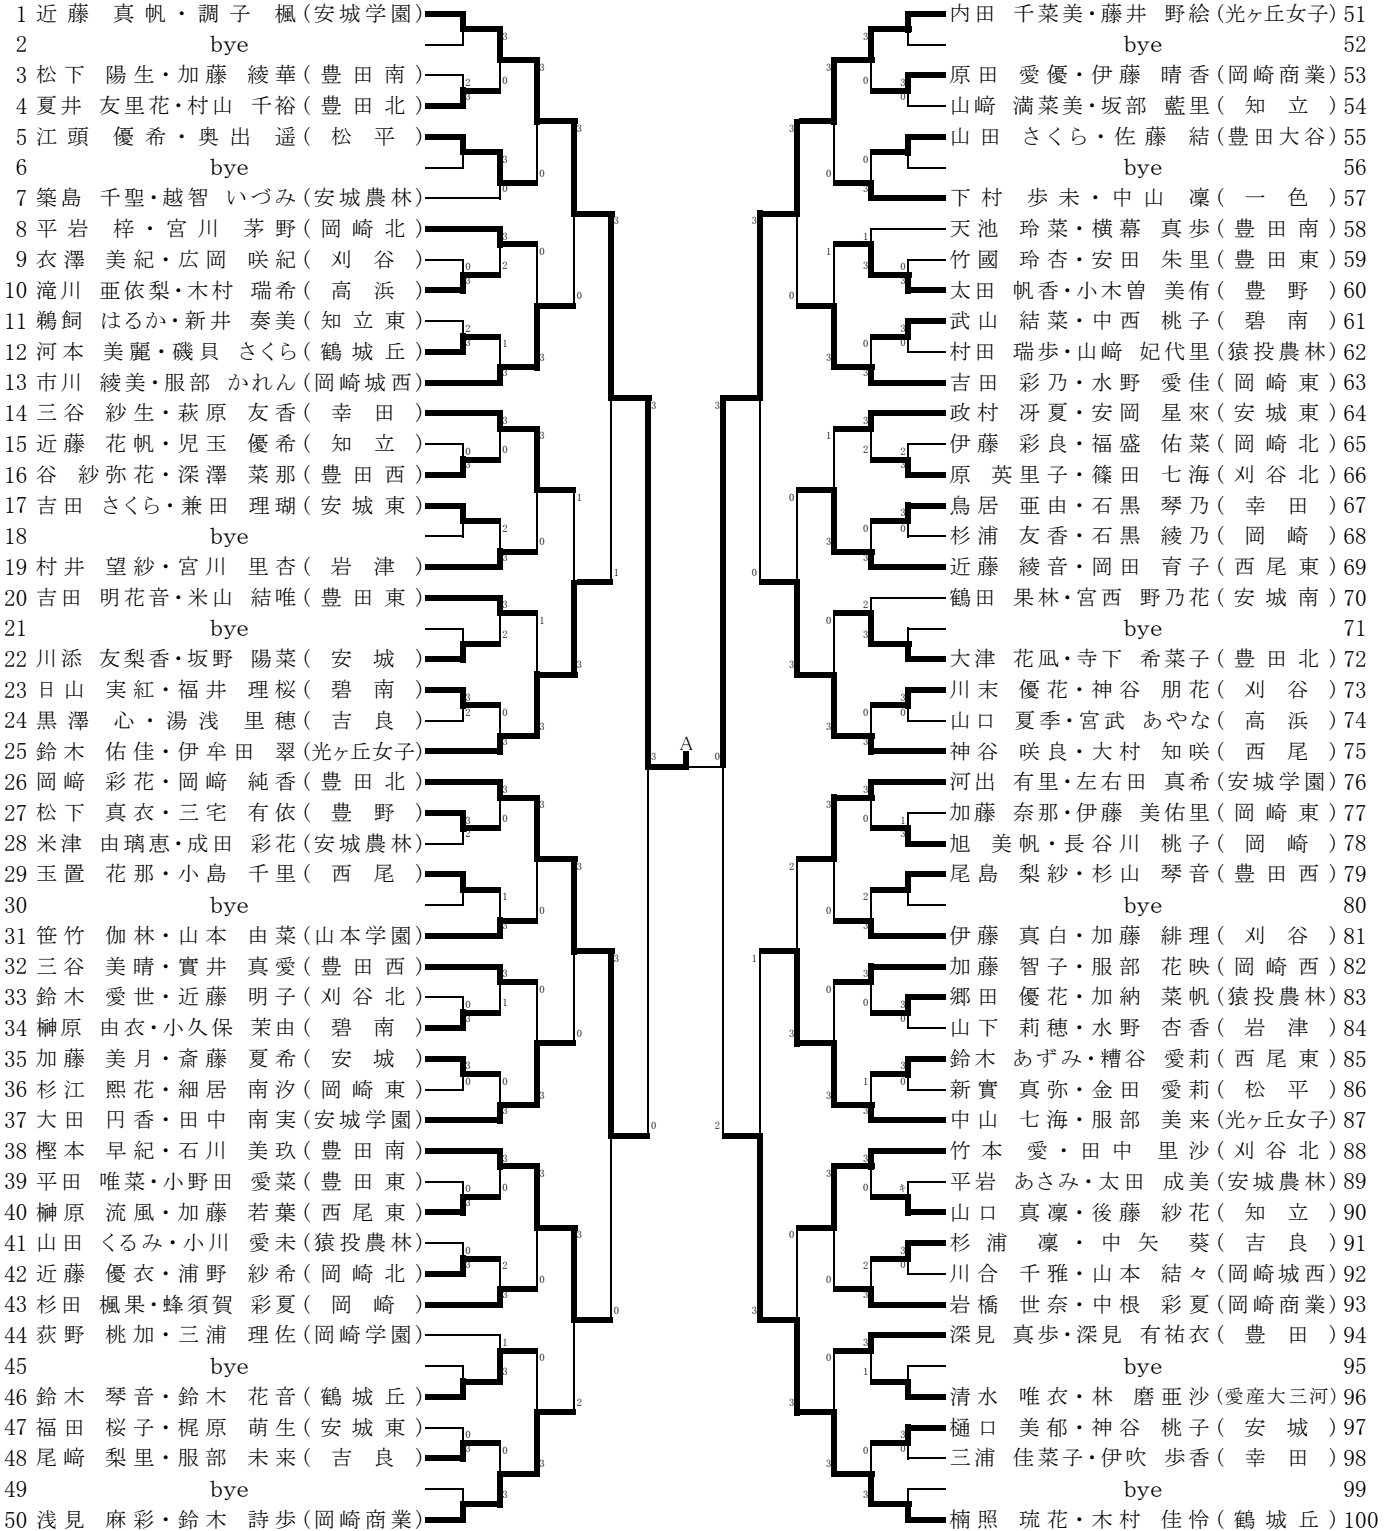 1 近藤 真帆・調子 楓(安城学園)
2 bye
3 松下 陽生・加藤 綾華(豊田南)
4 夏井 友里花・村山 千裕(豊田北)
5 江頭 優希・奥出 遥(松平)
6 bye
7 築島 千聖・越智 いづみ(安城農林)
8 平岩 梓・宮川 茅野(岡崎北)
9 衣澤 美紀・広岡 咲紀(刈谷)
10 滝川 亜依梨・木村 瑞希(高浜)
11 鵜飼 はるか・新井 奏美(知立東)
12 河本 美麗・磯貝 さくら(鶴城丘)
13 市川 綾美・服部 かれん(岡崎城西)
14 三谷 紗生・萩原 友香(幸田)
15 近藤 花帆・児玉 優希(知立)
16 谷 紗弥花・深澤 菜那(豊田西)
17 吉田 さくら・兼田 理瑚(安城東)
18 bye
19 村井 望紗・宮川 里杏(岩津)
20 吉田 明花音・米山 結唯(豊田東)
21 bye
22 川添 友梨香・坂野 陽菜(安城)
23 日山 実紅・福井 理桜(碧南)
24 黒澤 心・湯浅 里穂(吉良)
25 鈴木 佑佳・伊牟田 翠(光ヶ丘女子)
26 岡﨑 彩花・岡﨑 純香(豊田北)
27 松下 真衣・三宅 有依(豊野)
28 米津 由璃恵・成田 彩花(安城農林)
29 玉置 花那・小島 千里(西尾)
30 bye
31 笹竹 伽林・山本 由菜(山本学園)
32 三谷 美晴・實井 真愛(豊田西)
33 鈴木 愛世・近藤 明子(刈谷北)
34 榊原 由衣・小久保 茉由(碧南)
35 加藤 美月・斎藤 夏希(安城)
36 杉江 熙花・細居 南汐(岡崎東)
37 大田 円香・田中 南実(安城学園)
38 樫本 早紀・石川 美玖(豊田南)
39 平田 唯菜・小野田 愛菜(豊田東)
40 榊原 流風・加藤 若葉(西尾東)
41 山田 くるみ・小川 愛未(猿投農林)
42 近藤 優衣・浦野 紗希(岡崎北)
43 杉田 楓果・蜂須賀 彩夏(岡崎)
44 荻野 桃加・三浦 理佐(岡崎学園)
45 bye
46 鈴木 琴音・鈴木 花音(鶴城丘)
47 福田 桜子・梶原 萌生(安城東)
48 尾﨑 梨里・服部 未来(吉良)
49 bye
50 浅見 麻彩・鈴木 詩歩(岡崎商業)
A
内田 千菜美・藤井 野絵(光ヶ丘女子) 51
bye 52
原田 愛優・伊藤 晴香(岡崎商業) 53
山﨑 満菜美・坂部 藍里(知立) 54
山田 さくら・佐藤 結(豊田大谷) 55
bye 56
下村 歩未・中山 凜(一色) 57
天池 玲菜・横幕 真歩(豊田南) 58
竹國 玲杏・安田 朱里(豊田東) 59
太田 帆香・小木曽 美侑(豊野) 60
武山 結菜・中西 桃子(碧南) 61
村田 瑞歩・山﨑 妃代里(猿投農林) 62
吉田 彩乃・水野 愛佳(岡崎東) 63
政村 冴夏・安岡 星來(安城東) 64
伊藤 彩良・福盛 佑菜(岡崎北) 65
原 英里子・篠田 七海(刈谷北) 66
鳥居 亜由・石黒 琴乃(幸田) 67
杉浦 友香・石黒 綾乃(岡崎) 68
近藤 綾音・岡田 育子(西尾東) 69
鶴田 果林・宮西 野乃花(安城南) 70
bye 71
大津 花凪・寺下 希菜子(豊田北) 72
川末 優花・神谷 朋花(刈谷) 73
山口 夏季・宮武 あやな(高浜) 74
神谷 咲良・大村 知咲(西尾) 75
河出 有里・左右田 真希(安城学園) 76
加藤 奈那・伊藤 美佑里(岡崎東) 77
旭 美帆・長谷川 桃子(岡崎) 78
尾島 梨紗・杉山 琴音(豊田西) 79
bye 80
伊藤 真白・加藤 緋理(刈谷) 81
加藤 智子・服部 花映(岡崎西) 82
郷田 優花・加納 菜帆(猿投農林) 83
山下 莉穂・水野 杏香(岩津) 84
鈴木 あずみ・糟谷 愛莉(西尾東) 85
新實 真弥・金田 愛莉(松平) 86
中山 七海・服部 美来(光ヶ丘女子) 87
竹本 愛・田中 里沙(刈谷北) 88
平岩 あさみ・太田 成美(安城農林) 89
山口 真凜・後藤 紗花(知立) 90
杉浦 凜・中矢 葵(吉良) 91
川合 千雅・山本 結々(岡崎城西) 92
岩橋 世奈・中根 彩夏(岡崎商業) 93
深見 真歩・深見 有祐衣(豊田) 94
bye 95
清水 唯衣・林 磨亜沙(愛産大三河) 96
樋口 美郁・神谷 桃子(安城) 97
三浦 佳菜子・伊吹 歩香(幸田) 98
bye 99
楠照 琉花・木村 佳怜(鶴城丘) 100